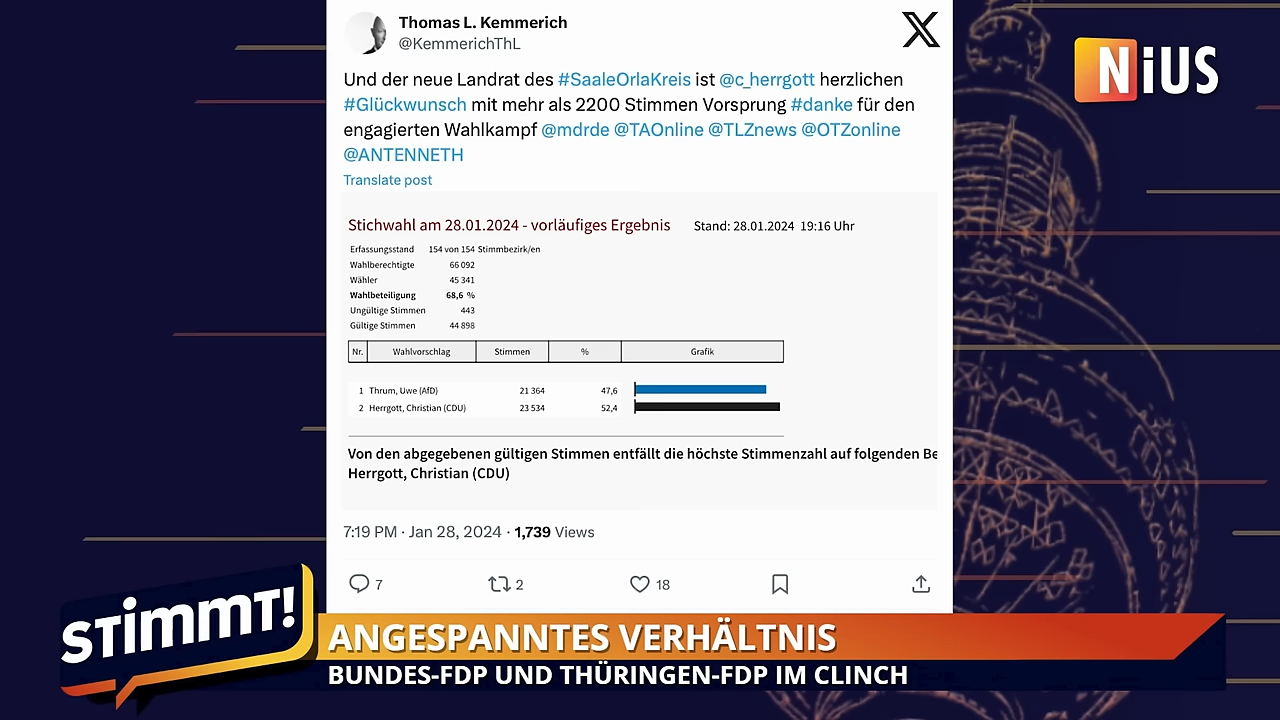 Thomas L. Kemmerich
@KemmerichThL
X
NiUS
Und der neue Landrat des #SaaleOrlaKreis ist @c_herrgott herzlichen
#Glückwunsch mit mehr als 2200 Stimmen Vorsprung #danke für den
engagierten Wahlkampf @mdrde @TAOnline @TLZnews @OTZonline
@ANTENNETH
Translate post
Stichwahl am 28.01.2024 - vorläufiges Ergebnis Stand: 28.01.2024 19:16 Uhr
Erfassungsstand 154 von 154 Stimmbezirk/en
Wahlberechtigte 66 092
Wähler 45 341
Wahlbeteiligung 68,6 %
Ungültige Stimmen 443
Gültige Stimmen 44 898
Nr. Wahlvorschlag Stimmen % Grafik
1 Thrum, Uwe (AfD) 21 364 47,6
2 Herrgott, Christian (CDU) 23 534 52,4
Von den abgegebenen gültigen Stimmen entfällt die höchste Stimmenzahl auf folgenden Be
Herrgott, Christian (CDU)
7:19 PM · Jan 28, 2024 · 1,739 Views
7 2 18
STIMMT!
ANGESPANNTES VERHÄLTNIS
BUNDES-FDP UND THÜRINGEN-FDP IM CLINCH